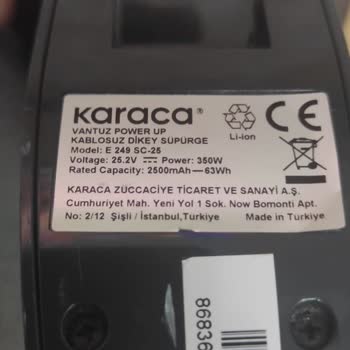 Karaca®
VANTUZ POWER UP
KABLOSUZ DİKEY SÜPÜRGE
Model: E 249 SC-25
Voltage: 25.2V Power: 350W
Rated Capacity: 2500mAh—63Wh
Li-ion
CE
KARACA ZÜCCACİYE TİCARET VE SANAYİ A.Ş.
Cumhuriyet Mah. Yeni Yol 1 Sok. Now Bomonti Apt.
No: 2/12 Şişli / İstanbul,Turkiye Made in Turkiye
86836